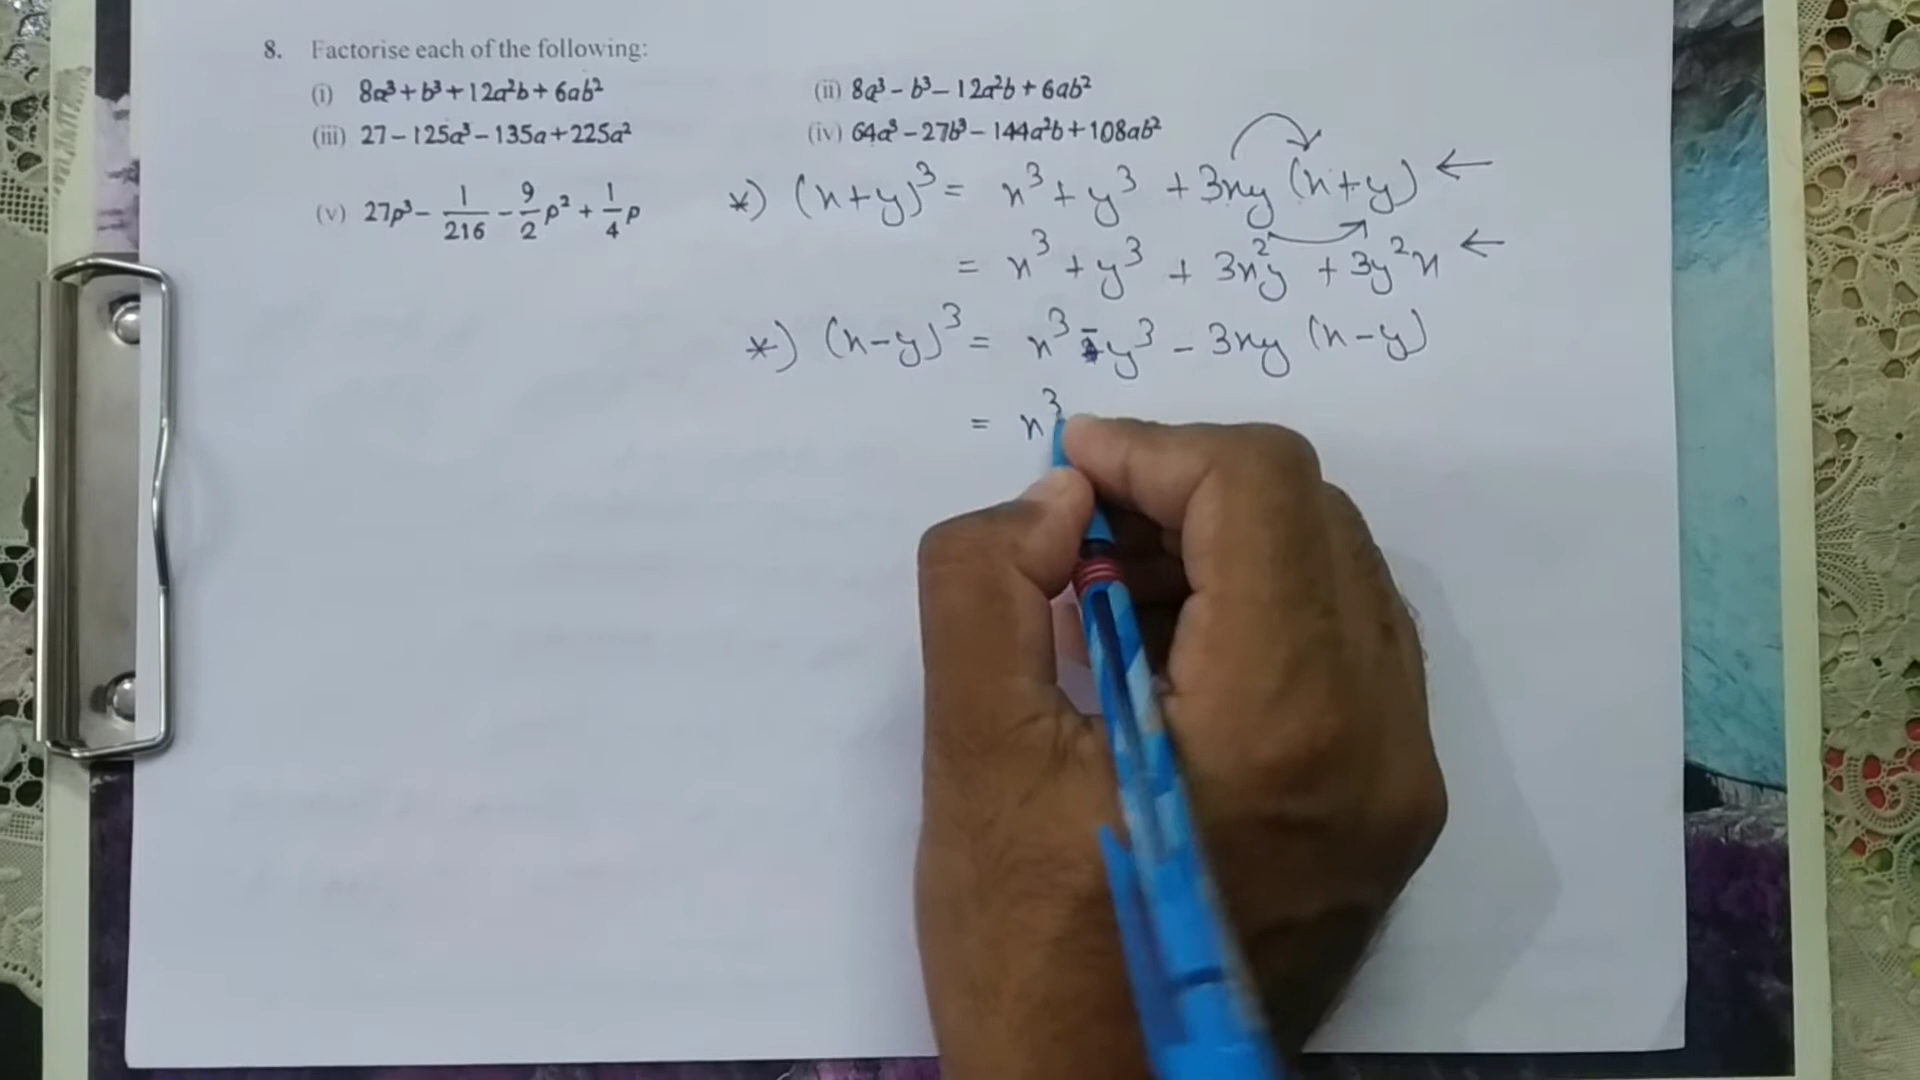 8. Factorise each of the following:
(i) 8a³ + b³ + 12a²b + 6ab² (ii) 8a³ – b³ – 12a²b + 6ab²
(iii) 27 – 125a³ – 135a + 225a² (iv) 64a³ – 27b³ – 144a²b + 108ab²
(v) 27p³ – 1/216 – 9/2 p² + 1/4 p
*) (x+y)³ = x³ + y³ + 3xy (x+y) ←
= x³ + y³ + 3x²y + 3y²x ←
*) (x-y)³ = x³ - y³ - 3xy (x-y)
= x³